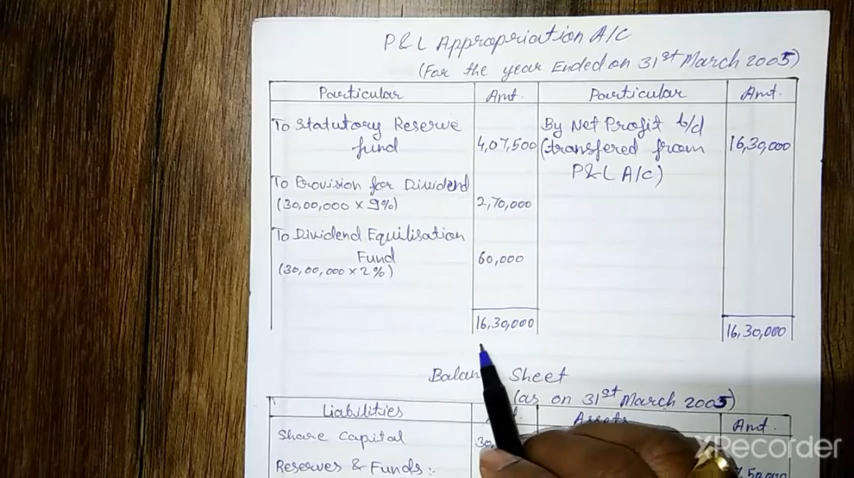 P&L Appropriation A/C
(For the year Ended on 31st March 2005)
Particular Amt. Particular Amt.
To Statutory Reserve fund 4,07,500
By Net Profit b/d
(transfered from
P&L A/C) 16,30,000
To Provision for Dividend
(30,00,000 × 9%) 2,70,000
To Dividend Equilisation
Fund 60,000
(30,00,000 × 2%)
16,30,000 16,30,000
Sheet
(as on 31st March 2005)
Liabilities Assets Amt.
Share Capital
Reserves & Funds:-
XRecorder